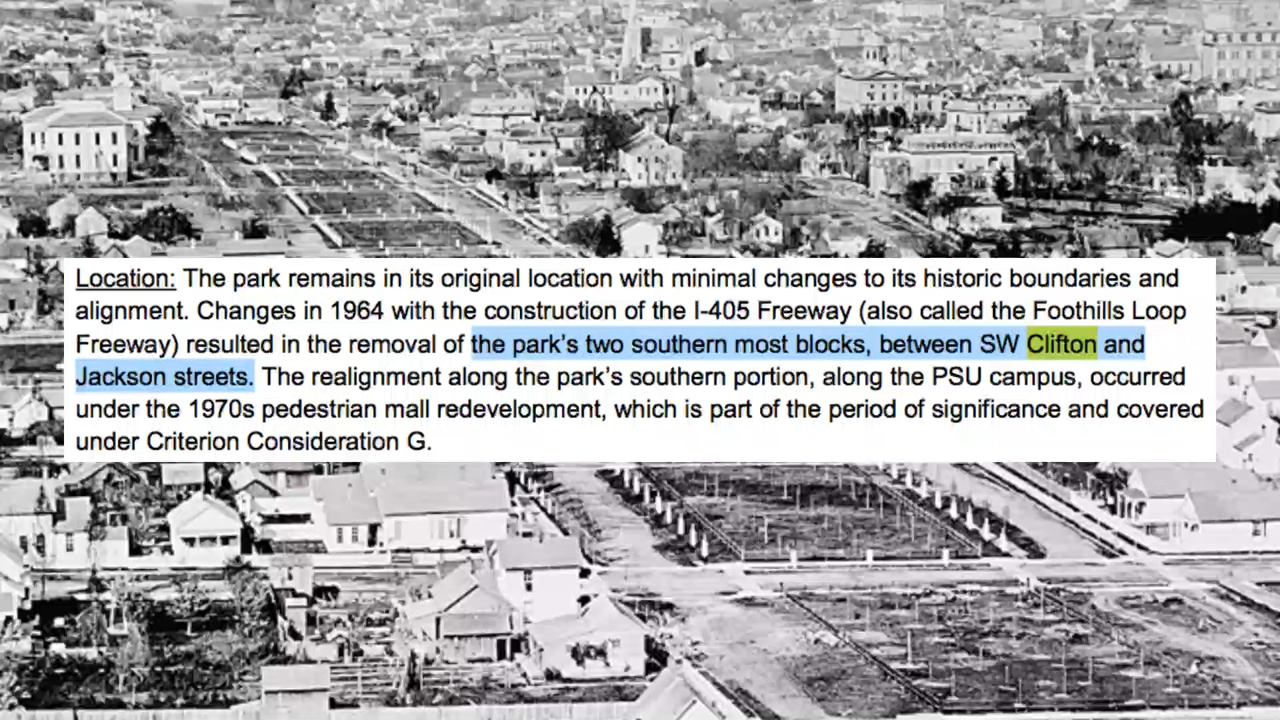 Location: The park remains in its original location with minimal changes to its historic boundaries and
alignment. Changes in 1964 with the construction of the I-405 Freeway (also called the Foothills Loop
Freeway) resulted in the removal of the park’s two southern most blocks, between SW Clifton and
Jackson streets. The realignment along the park’s southern portion, along the PSU campus, occurred
under the 1970s pedestrian mall redevelopment, which is part of the period of significance and covered
under Criterion Consideration G.